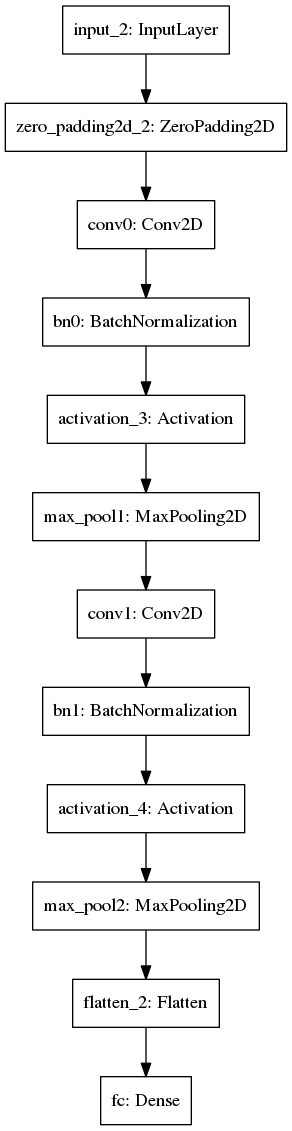 input_2: InputLayer
zero_padding2d_2: ZeroPadding2D
conv0: Conv2D
bn0: BatchNormalization
activation_3: Activation
max_pool1: MaxPooling2D
conv1: Conv2D
bn1: BatchNormalization
activation_4: Activation
max_pool2: MaxPooling2D
flatten_2: Flatten
fc: Dense